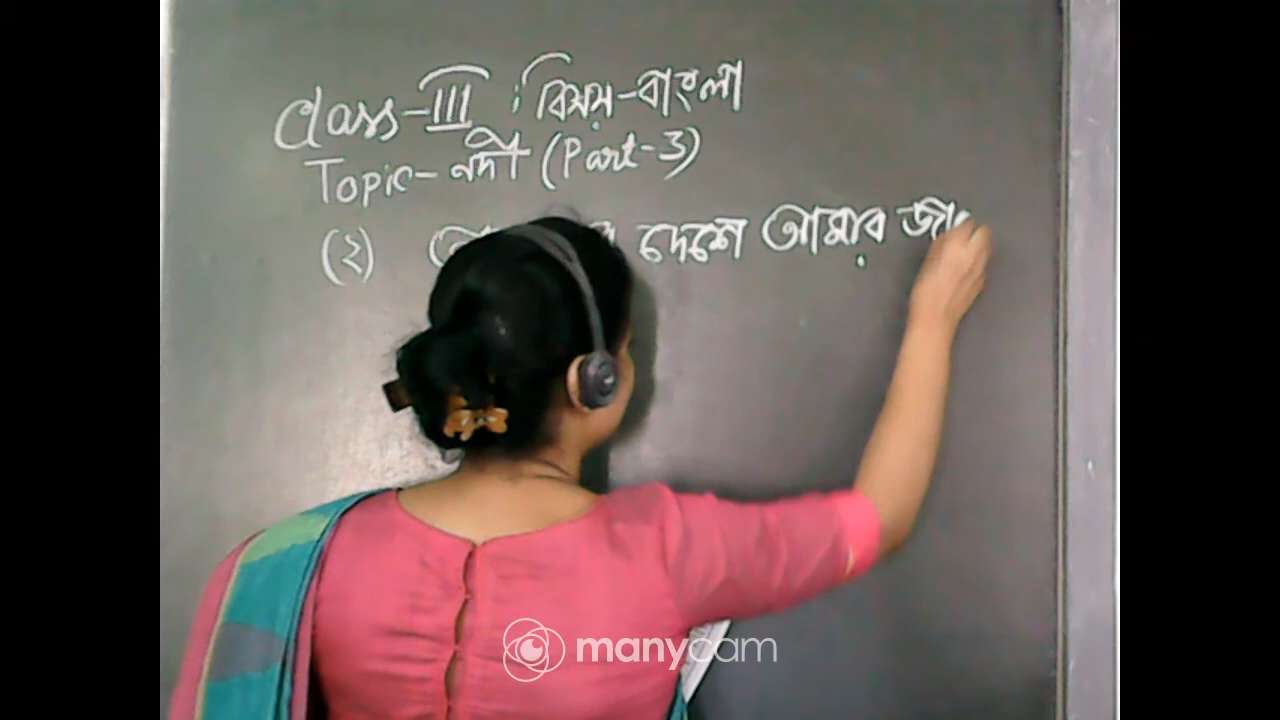 Class-III : বিষয়-বাংলা
Topic-নদী (Part-3)
(২) দেশে আমার
manycam